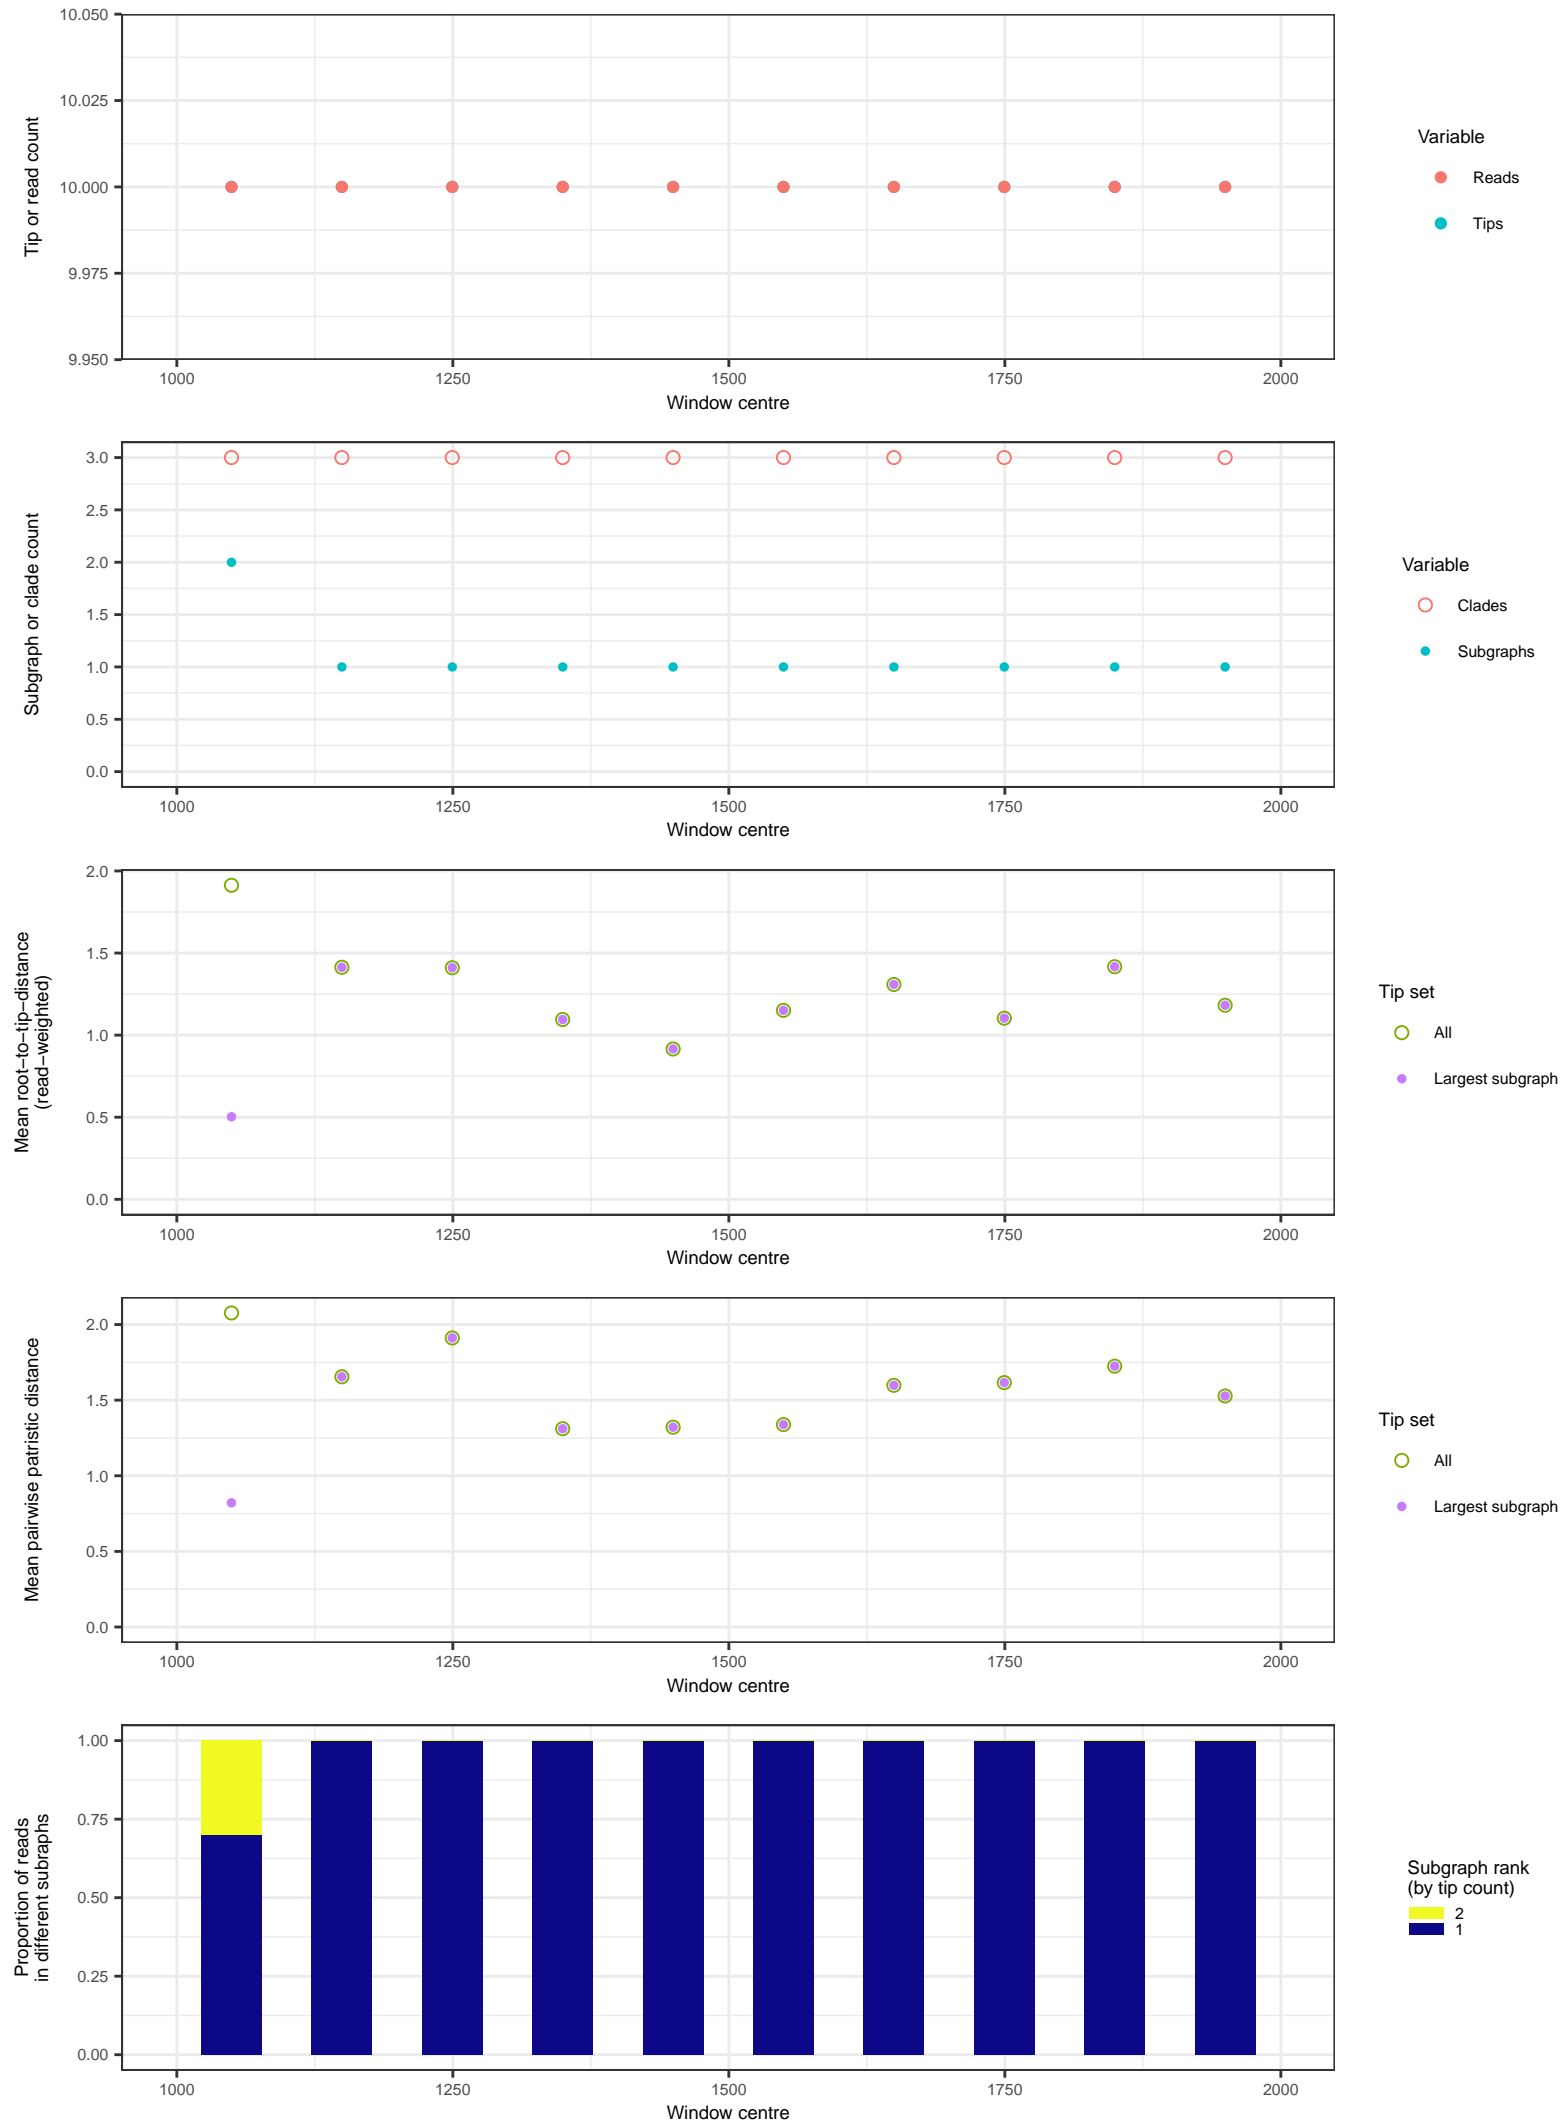 10.050
10.025
10.000
9.975
9.950
Tip or read count
1000 1250 1500 1750 2000
Window centre
Variable
Reads
Tips
3.0
2.5
2.0
1.5
1.0
0.5
0.0
Subgraph or clade count
1000 1250 1500 1750 2000
Window centre
Variable
Clades
Subgraphs
2.0
1.5
1.0
0.5
0.0
Mean root−to−tip−distance
(read−weighted)
1000 1250 1500 1750 2000
Window centre
Tip set
All
Largest subgraph
2.0
1.5
1.0
0.5
0.0
Mean pairwise patristic distance
1000 1250 1500 1750 2000
Window centre
Tip set
All
Largest subgraph
1.00
0.75
0.50
0.25
0.00
Proportion of reads
in different subraphs
1000 1250 1500 1750 2000
Window centre
Subgraph rank
(by tip count)
2
1